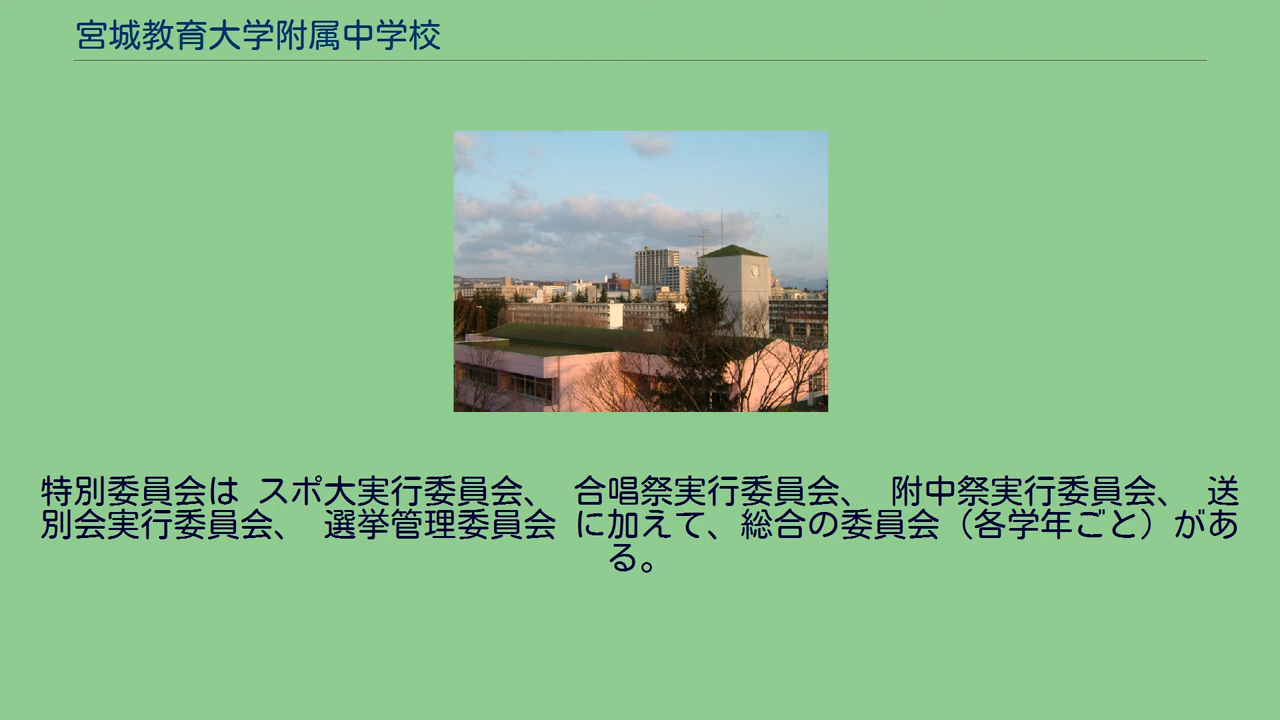 宮城教育大学附属中学校
特別委員会は スポ大実行委員会、 合唱祭実行委員会、 附中祭実行委員会、 送
別会実行委員会、 選挙管理委員会 に加えて、総合の委員会（各学年ごと）があ
る。